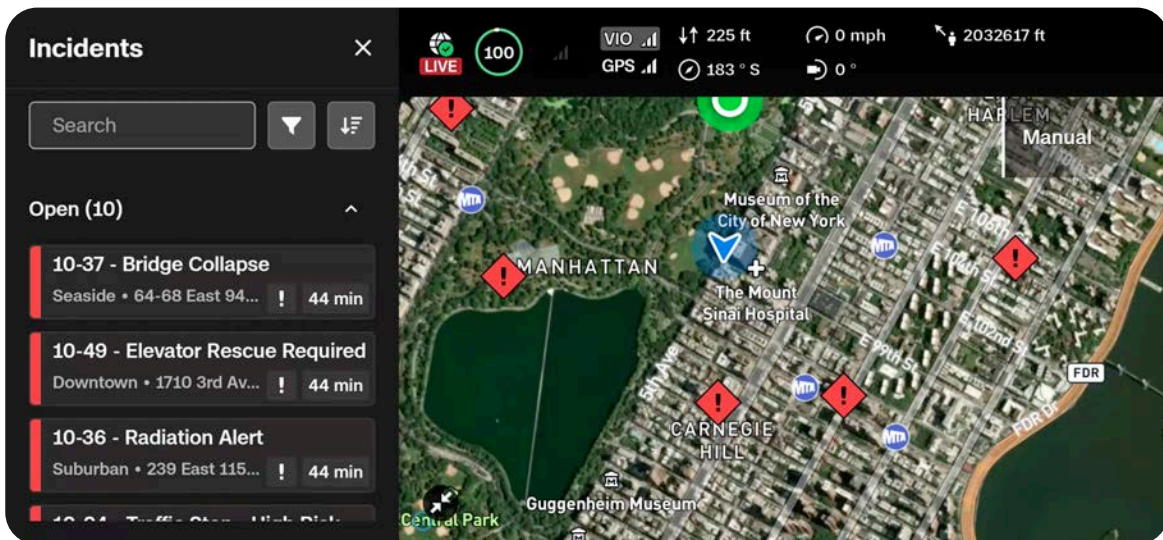 Incidents
Search
Open (10)
10-37 - Bridge Collapse
Seaside • 64-68 East 94...
!
44 min
10-49 - Elevator Rescue Required
Downtown • 1710 3rd Av...
!
44 min
10-36 - Radiation Alert
Suburban • 239 East 115...
!
44 min
LIVE
100
VIO
GPS
225 ft
183 ° S
0 mph
0 °
2032617 ft
HARLEM
Manual
MTA
Museum of the
City of New York
MANHATTAN
The Mount
Sinai Hospital
5th Ave
E 106th
E 104th St
E 102nd St
E 99th St
MTA
MTA
MTA
FDR
FDR Dr
CARNEGIE
HILL
Guggenheim Museum
Central Park